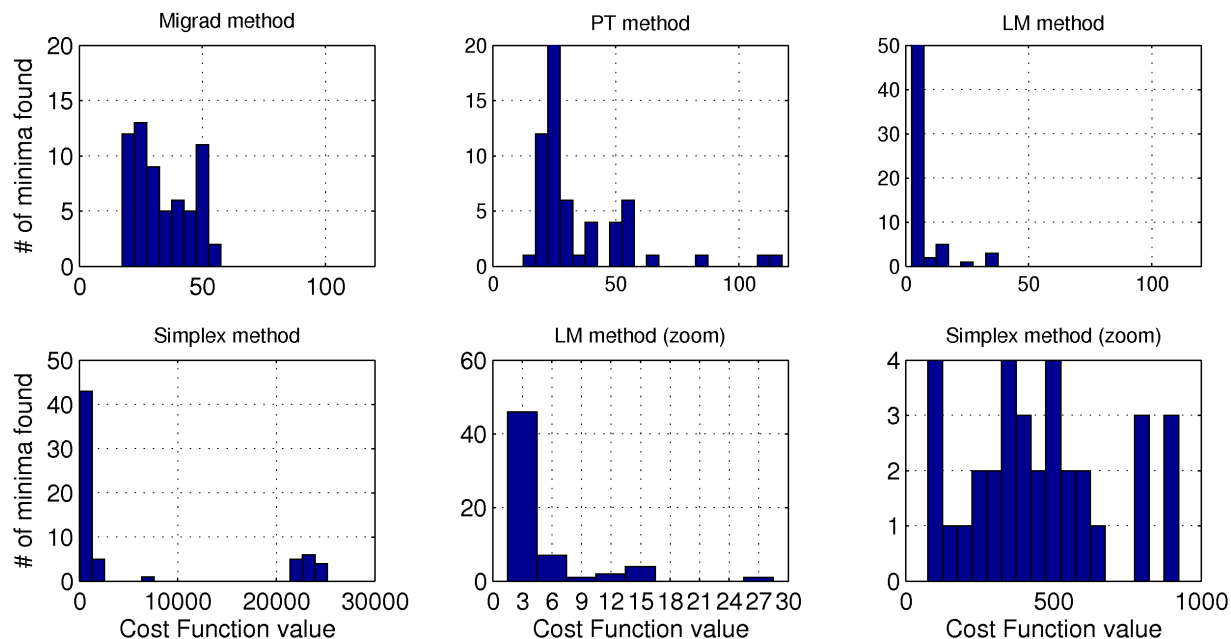 Migrad method
PT method
LM method
# of minima found
20
15
10
5
0
0 50 100
20
15
10
5
0
0 50 100
50
40
30
20
10
0
0 50 100
Simplex method
LM method (zoom)
Simplex method (zoom)
# of minima found
50
40
30
20
10
0
0 10000 20000 30000
Cost Function value
60
40
20
0
0 3 6 9 12 15 18 21 24 27 30
Cost Function value
4
3
2
1
0
0 500 1000
Cost Function value